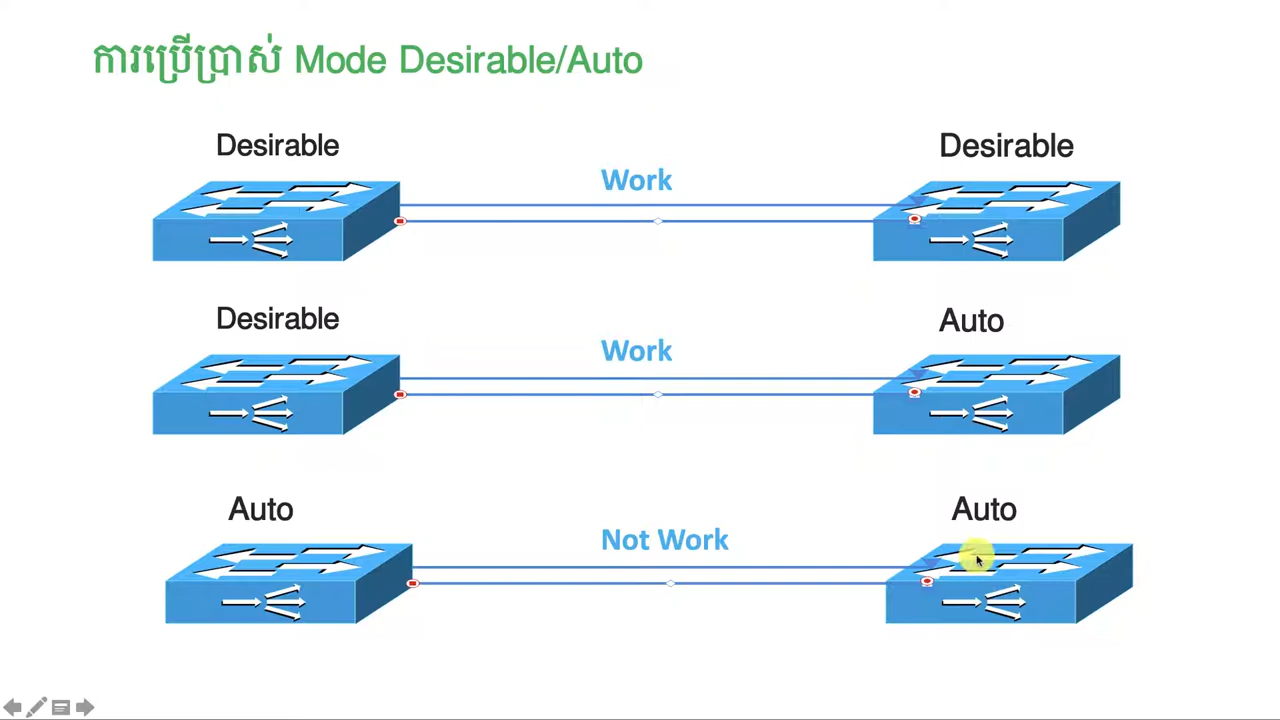 ការប្រើប្រាស់ Mode Desirable/Auto
Desirable
Desirable
Work
Desirable
Auto
Work
Auto
Auto
Not Work